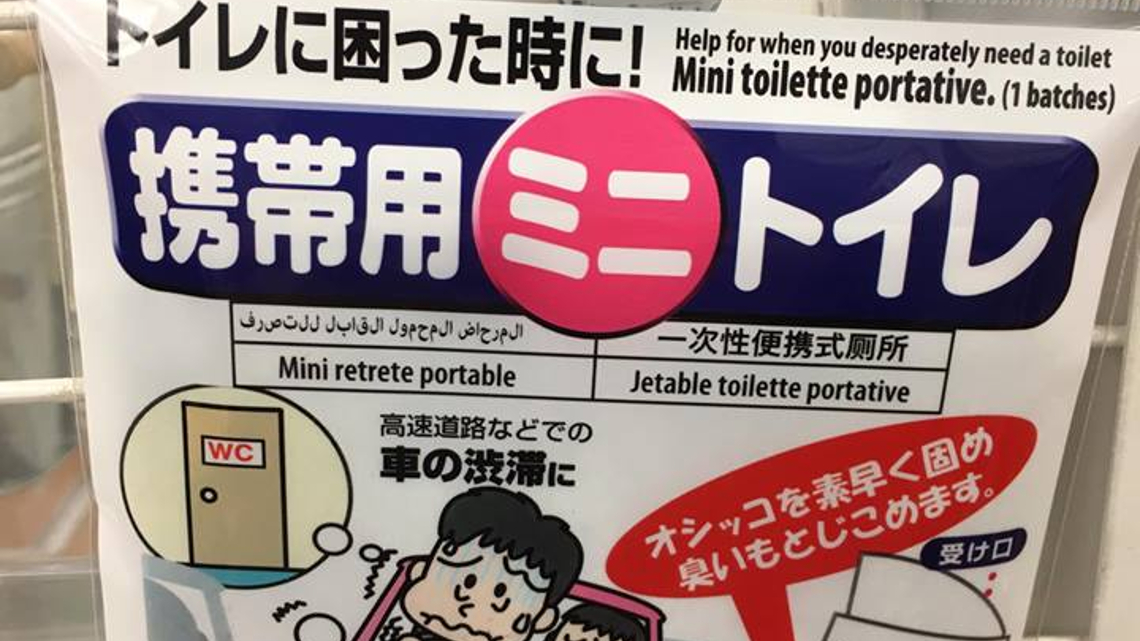 トイレに困った時に!
Help for when you desperately need a toilet
Mini toilette portative. (1 batches)
携帯用ミニトイレ
المرحاض المحمول القابل للتصرف
一次性便携式厕所
Mini retrete portable
Jetable toilette portative
高速道路などでの
車の渋滞に
WC
オシッコを素早く固め
臭いもとじこめます。
受け口